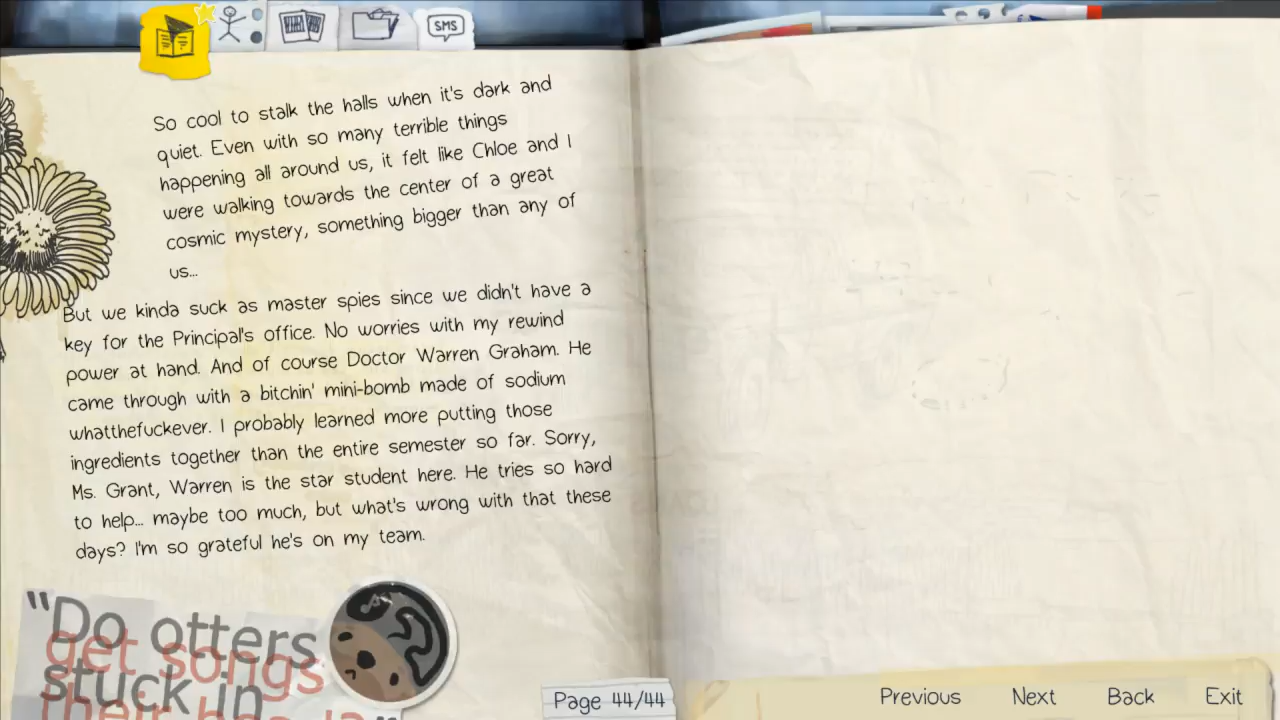 SMS
So cool to stalk the halls when it's dark and
quiet. Even with so many terrible things
happening all around us, it felt like Chloe and I
were walking towards the center of a great
cosmic mystery, something bigger than any of
us...
But we kinda suck as master spies since we didn't have a
key for the Principal's office. No worries with my rewind
power at hand. And of course Doctor Warren Graham. He
came through with a bitchin' mini-bomb made of sodium
whatthefuckever. I probably learned more putting those
ingredients together than the entire semester so far. Sorry,
Ms. Grant, Warren is the star student here. He tries so hard
to help... maybe too much, but what's wrong with that these
days? I'm so grateful he's on my team.
"Do otters
get songs
stuck in
their head?"
Page 44/44
Previous Next Back Exit